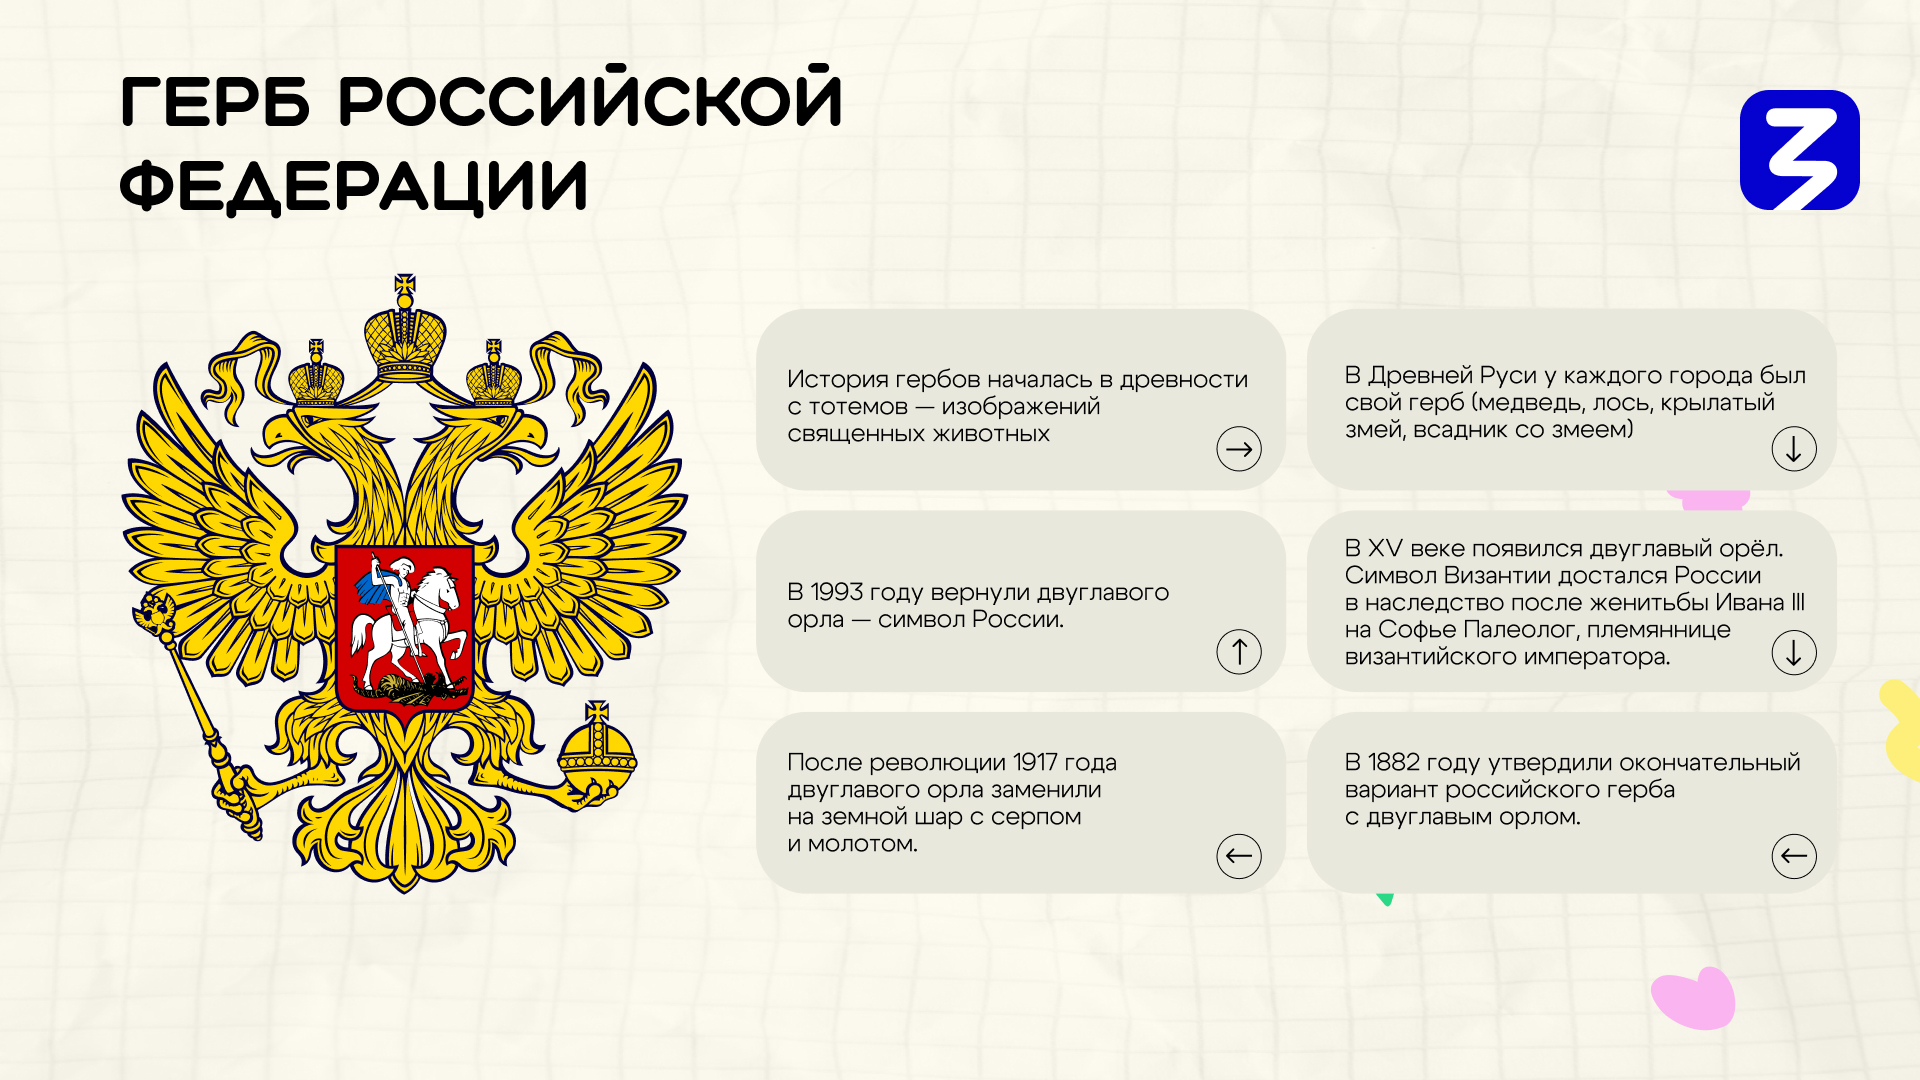 ГЕРБ РОССИЙСКОЙ
ФЕДЕРАЦИИ
История гербов началась в древности
с тотемов — изображений
священных животных
В Древней Руси у каждого города был
свой герб (медведь, лось, крылатый
змей, всадник со змеем)
В 1993 году вернули двуглавого
орла — символ России.
В XV веке появился двуглавый орёл.
Символ Византии достался России
в наследство после женитьбы Ивана III
на Софье Палеолог, племяннице
византийского императора.
После революции 1917 года
двуглавого орла заменили
на земной шар с серпом
и молотом.
В 1882 году утвердили окончательный
вариант российского герба
с двуглавым орлом.